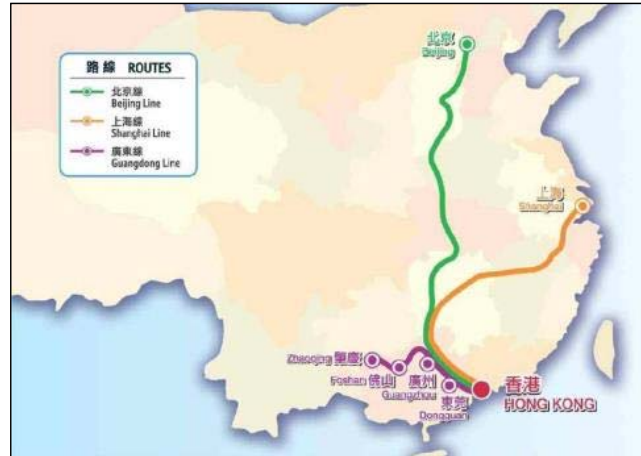 路線 ROUTES
北京線
Beijing Line
上海線
Shanghai Line
廣東線
Guangdong Line
北京
Beijing
上海
Shanghai
Zhaoqing 肇慶
Foshan 佛山
廣州
Guangzhou
東莞
Dongguan
香港
HONG KONG